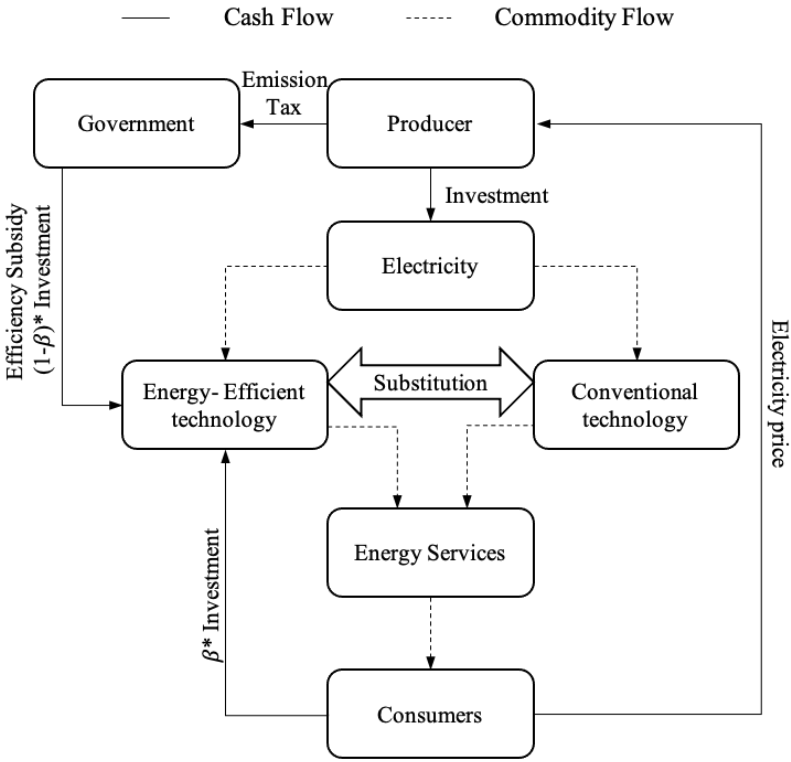 Cash Flow
Commodity Flow
Emission
Tax
Government
Producer
Investment
Electricity
Efficiency Subsidy
(1-β)* Investment
Energy- Efficient
technology
Substitution
Conventional
technology
Electricity price
Energy Services
β* Investment
Consumers